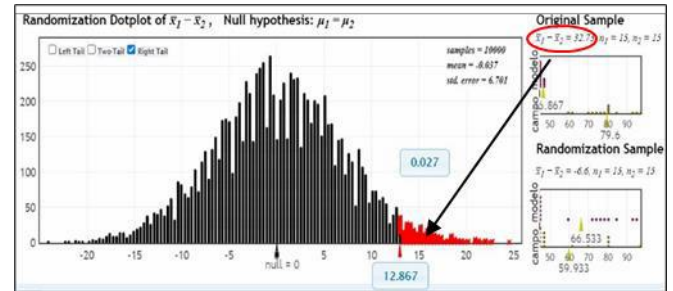 Randomization Dotplot of x̄₁ − x̄₂ , Null hypothesis: μ₁ = μ₂
Left Tail Two-Tail Right Tail
samples = 10000
mean = -0.037
std. error = 6.701
250
200
150
100
50
0
-20 -15 -10 -5 0 5 10 15 20 25
null = 0
0.027
12.867
Original Sample
x̄₁ − x̄₂ = 32.73, n₁ = 15, n₂ = 15
campo_modelo
50 60 70 80 90
79.6
Randomization Sample
x̄₁ − x̄₂ = -6.6, n₁ = 15, n₂ = 15
campo_modelo
66.533
50 60 70 80 90
59.933